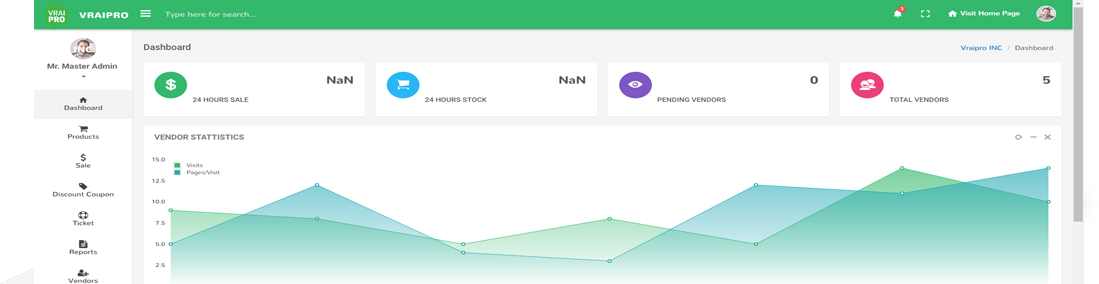 VRAI
PRO
VRAIPRO
Type here for search...
Visit Home Page
INC
Mr. Master Admin
Dashboard
Products
Sale
Discount Coupon
Ticket
Reports
Vendors
Dashboard
Vraipro INC / Dashboard
NaN
24 HOURS SALE
NaN
24 HOURS STOCK
0
PENDING VENDORS
5
TOTAL VENDORS
VENDOR STATTISTICS
Visits
Pages/Visit
15.0
12.5
10.0
7.5
5.0
2.5